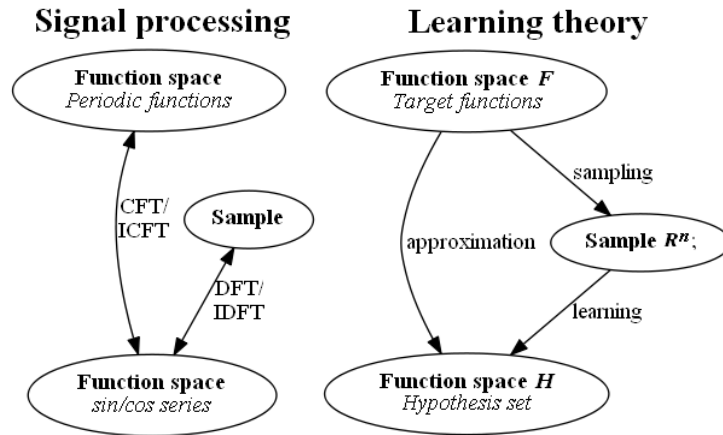 Signal processing
Learning theory
Function space
Periodic functions
CFT/
ICFT
Sample
DFT/
IDFT
Function space
sin/cos series
Function space F
Target functions
sampling
approximation
Sample Rⁿ;
learning
Function space H
Hypothesis set